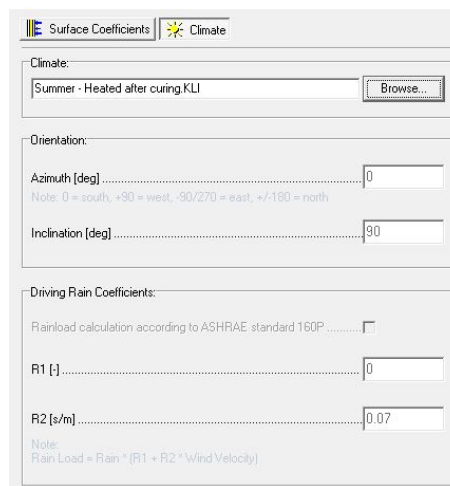 Surface Coefficients Climate
Climate:
Summer - Heated after curing.KLI Browse...
Orientation:
Azimuth [deg] 0
Note: 0 = south, +90 = west, -90/270 = east, +/-180 = north
Inclination [deg] 90
Driving Rain Coefficients:
Rainload calculation according to ASHRAE standard 160P
R1 [-] 0
R2 [s/m] 0.07
Note:
Rain Load = Rain * (R1 + R2 * Wind Velocity)